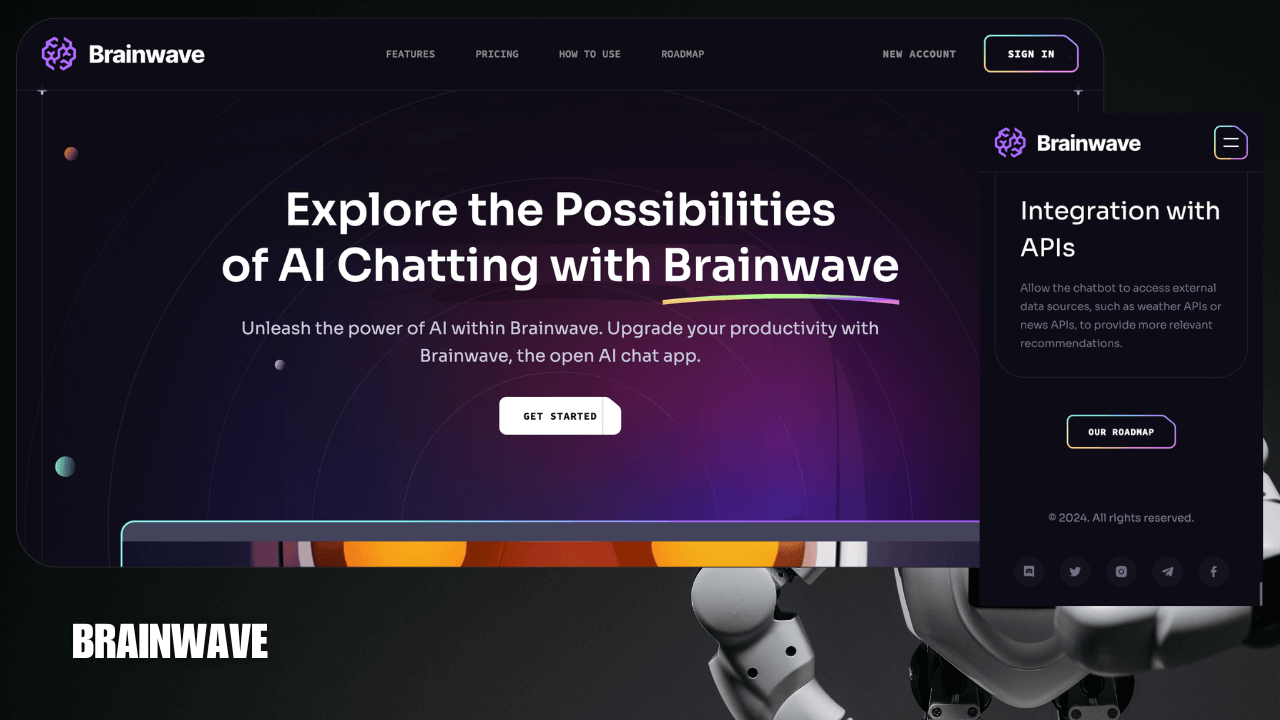 Brainwave
FEATURES PRICING HOW TO USE ROADMAP
NEW ACCOUNT SIGN IN
Explore the Possibilities
of AI Chatting with Brainwave
Unleash the power of AI within Brainwave. Upgrade your productivity with
Brainwave, the open AI chat app.
GET STARTED
Brainwave
Integration with
APIs
Allow the chatbot to access external
data sources, such as weather APIs or
news APIs, to provide more relevant
recommendations.
OUR ROADMAP
© 2024. All rights reserved.
BRAINWAVE